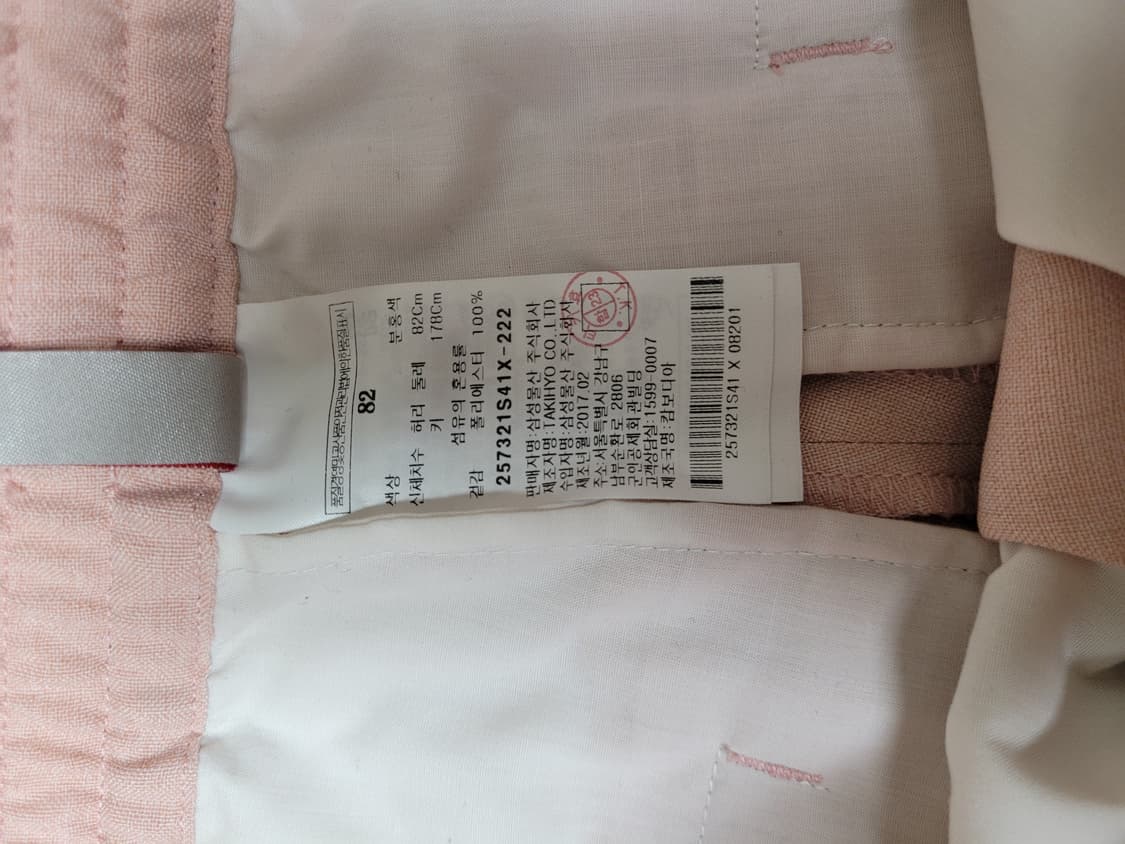 82
색상 분홍색
신체치수 허리 둘레 82Cm
키 178Cm
섬유의 혼용률
겉감 폴리에스터 100%
257321S41X-222
판매자명:삼성물산 주식회사
제조자명:TAKIHYO CO.,LTD
수입자명:삼성물산 주식회사
제조년월:2017.02
주소:서울특별시 강남구
남부순환로 2806
군인공제회관빌딩
고객상담실:1599-0007
제조국명:캄보디아
257321S41 X 08201